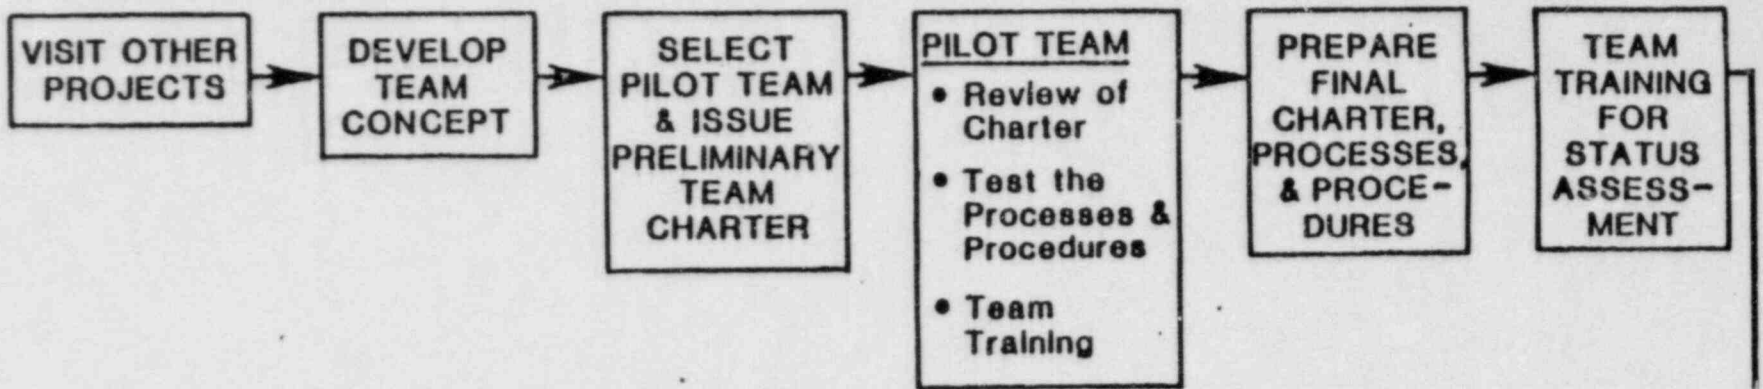 VISIT OTHER
PROJECTS
DEVELOP
TEAM
CONCEPT
SELECT
PILOT TEAM
& ISSUE
PRELIMINARY
TEAM
CHARTER
PILOT TEAM
• Review of
Charter
• Test the
Processes &
Procedures
• Team
Training
PREPARE
FINAL
CHARTER,
PROCESSES,
& PROCE-
DURES
TEAM
TRAINING
FOR
STATUS
ASSESS-
MENT